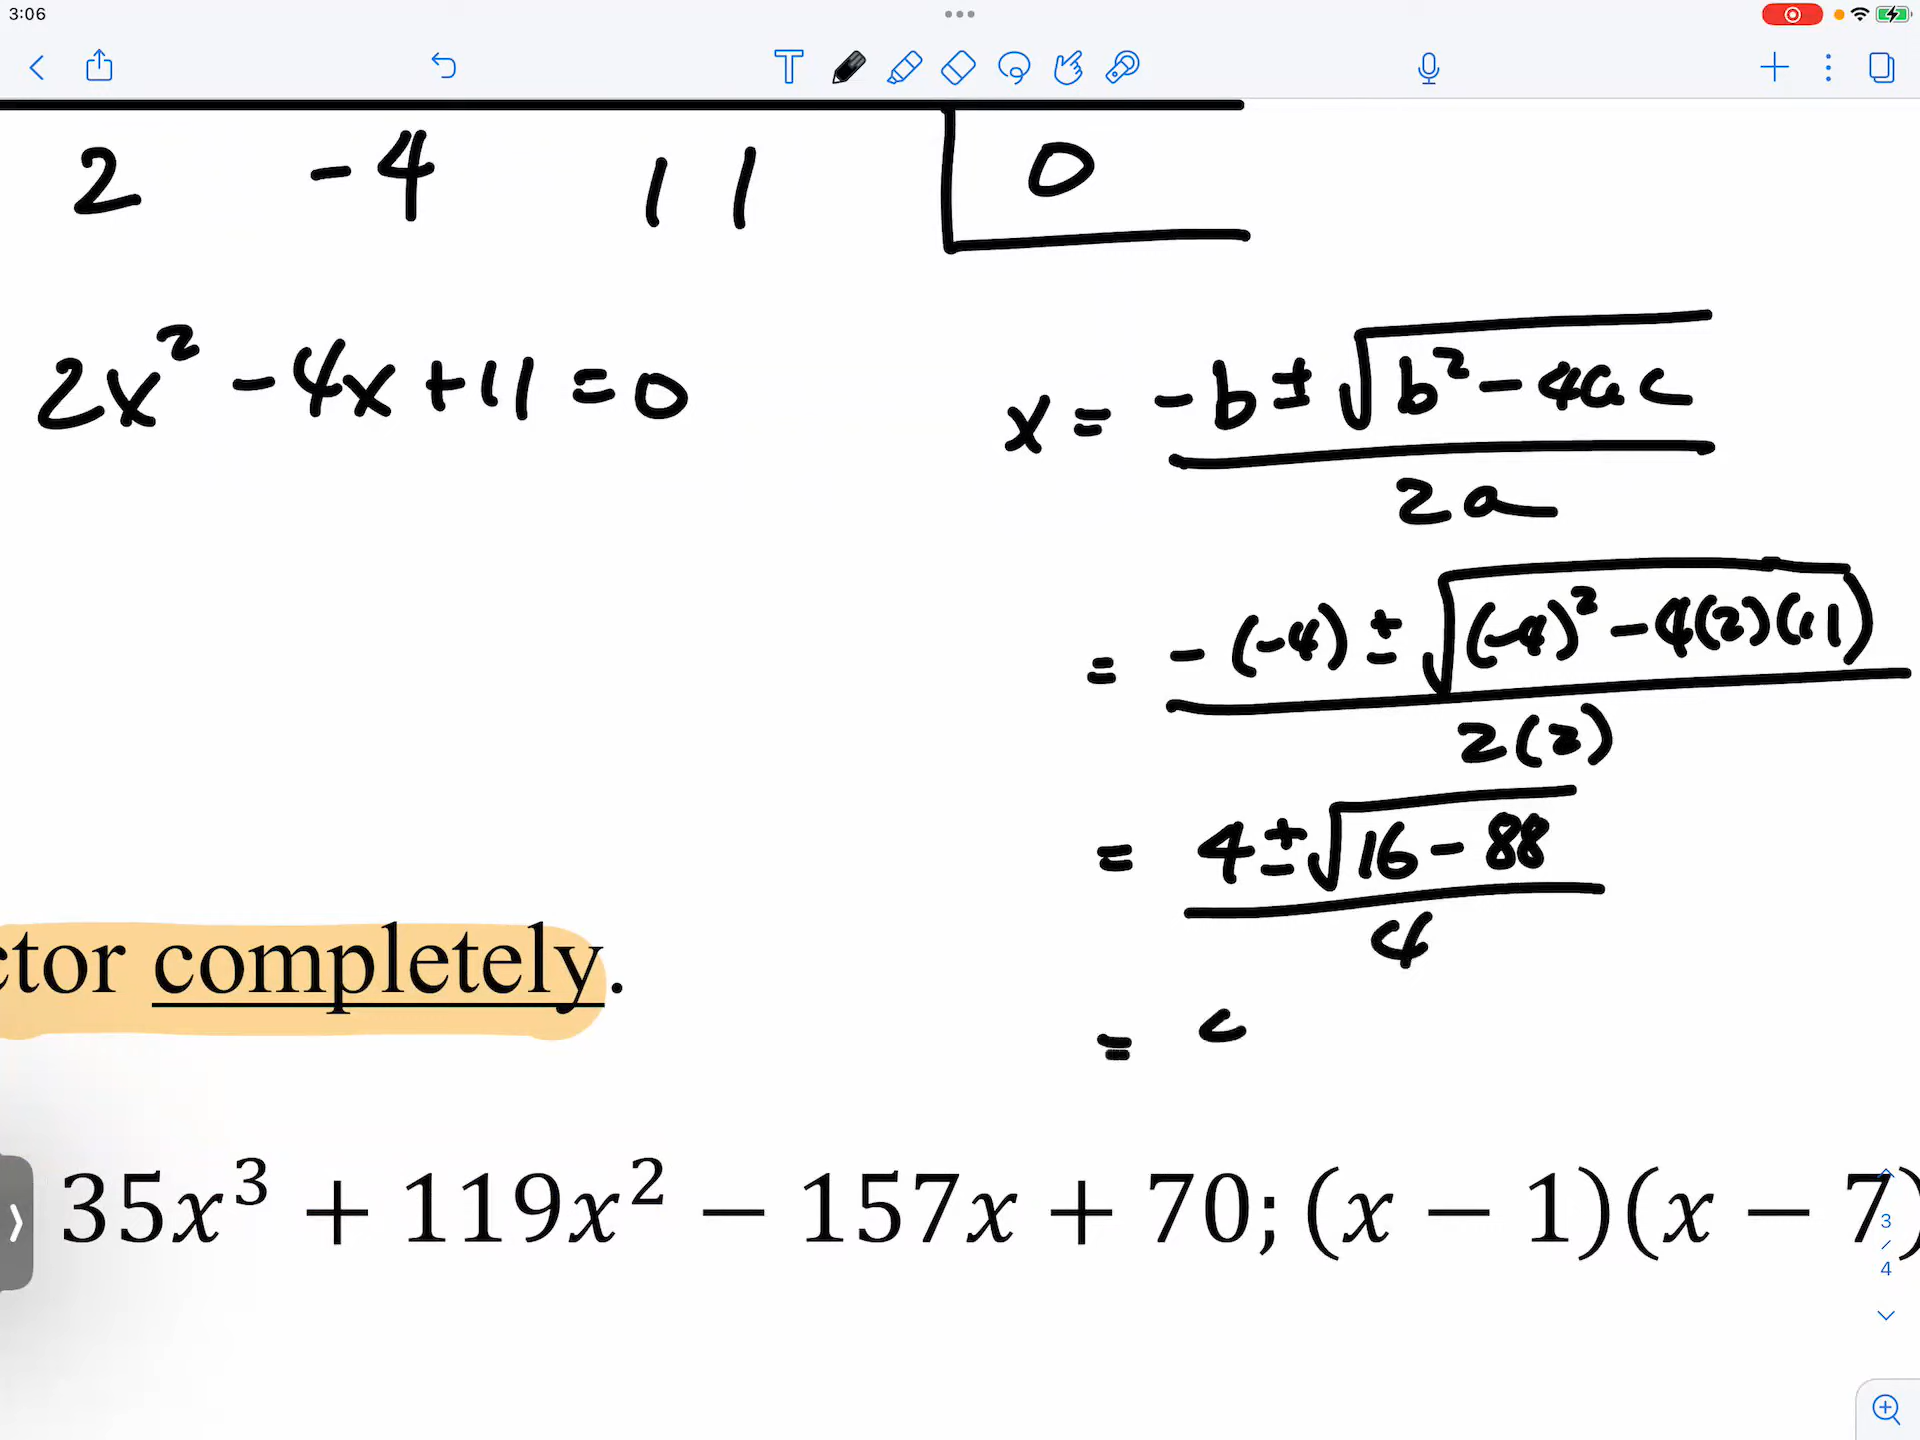 3:06
2 -4 11 0
2x² -4x +11 = 0
x = -b ± √b² - 4ac
2a
= -(-4) ± √(-4)² - 4(2)(11)
2(2)
= 4 ± √16 - 88
4
ctor completely.
=
35x³ + 119x² − 157x + 70; (x − 1)(x − 7)
3
/
4